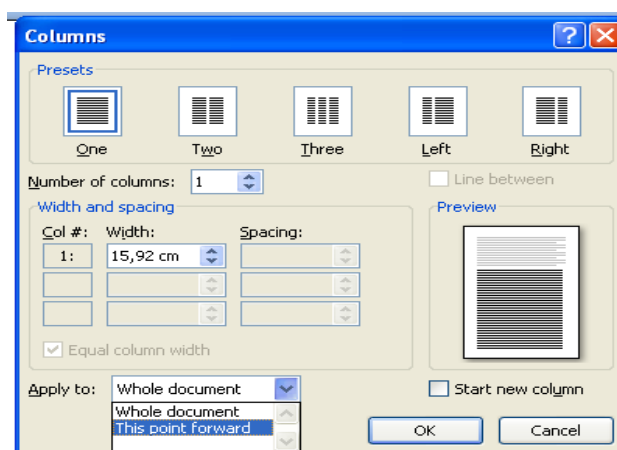 Columns
Presets
One Two Three Left Right
Number of columns: 1
Line between
Width and spacing
Preview
Col #: Width: Spacing:
1: 15,92 cm
Equal column width
Apply to: Whole document
Start new column
Whole document
This point forward
OK Cancel